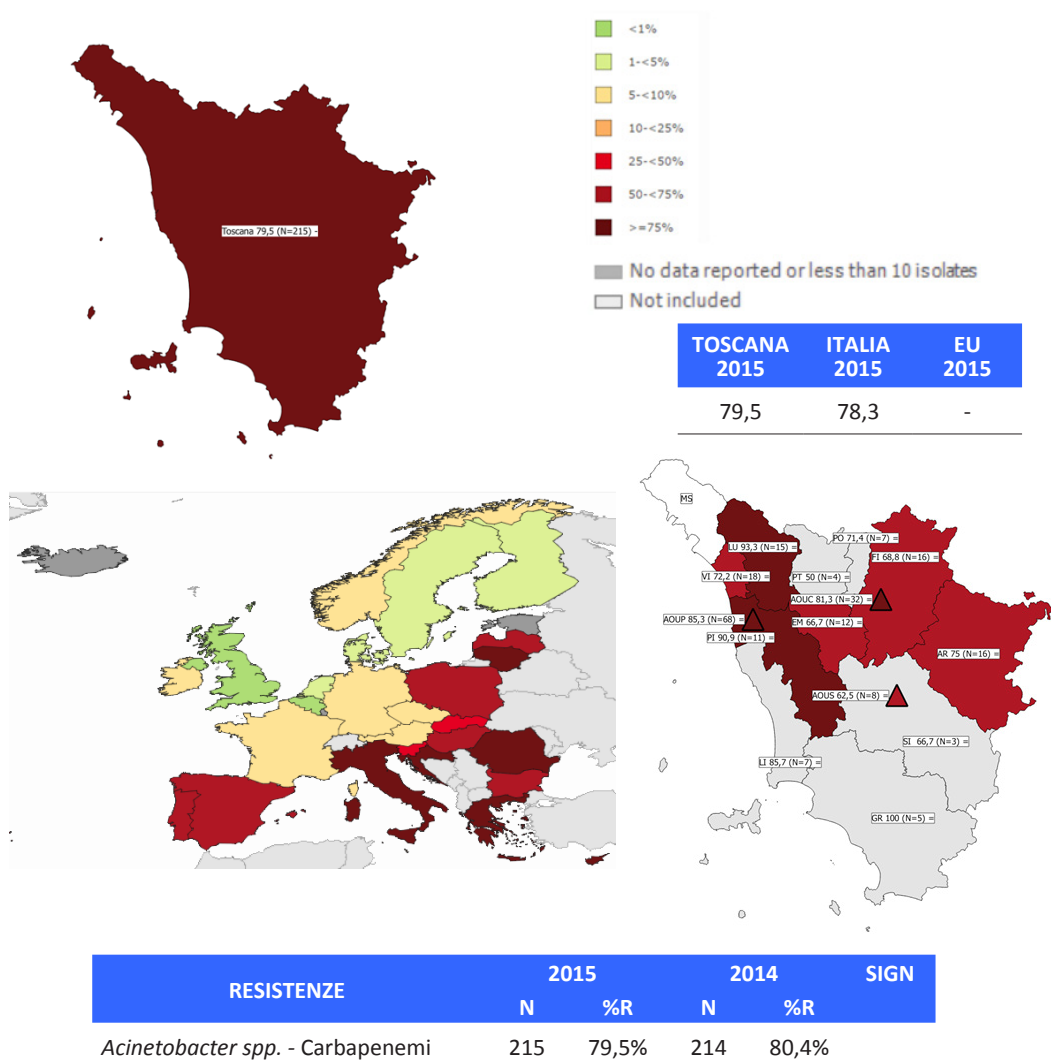 <1%
1-<5%
5-<10%
10-<25%
25-<50%
50-<75%
>=75%
Toscana 79,5 (N=215) -
No data reported or less than 10 isolates
Not included
TOSCANA 2015 ITALIA 2015 EU 2015
79,5 78,3 -
MS
PO 71,4 (N=7) =
LU 93,3 (N=15) =
FI 68,8 (N=16) =
VI 72,2 (N=18) =
PT 50 (N=4) =
AOUC 81,3 (N=32) =
AOUP 85,3 (N=68) =
EM 66,7 (N=12) =
PI 90,9 (N=11) =
AR 75 (N=16) =
AOUS 62,5 (N=8) =
SI 66,7 (N=3) =
LI 85,7 (N=7) =
GR 100 (N=5) =
RESISTENZE 2015 2014 SIGN
N %R N %R
Acinetobacter spp. - Carbapenemi 215 79,5% 214 80,4%